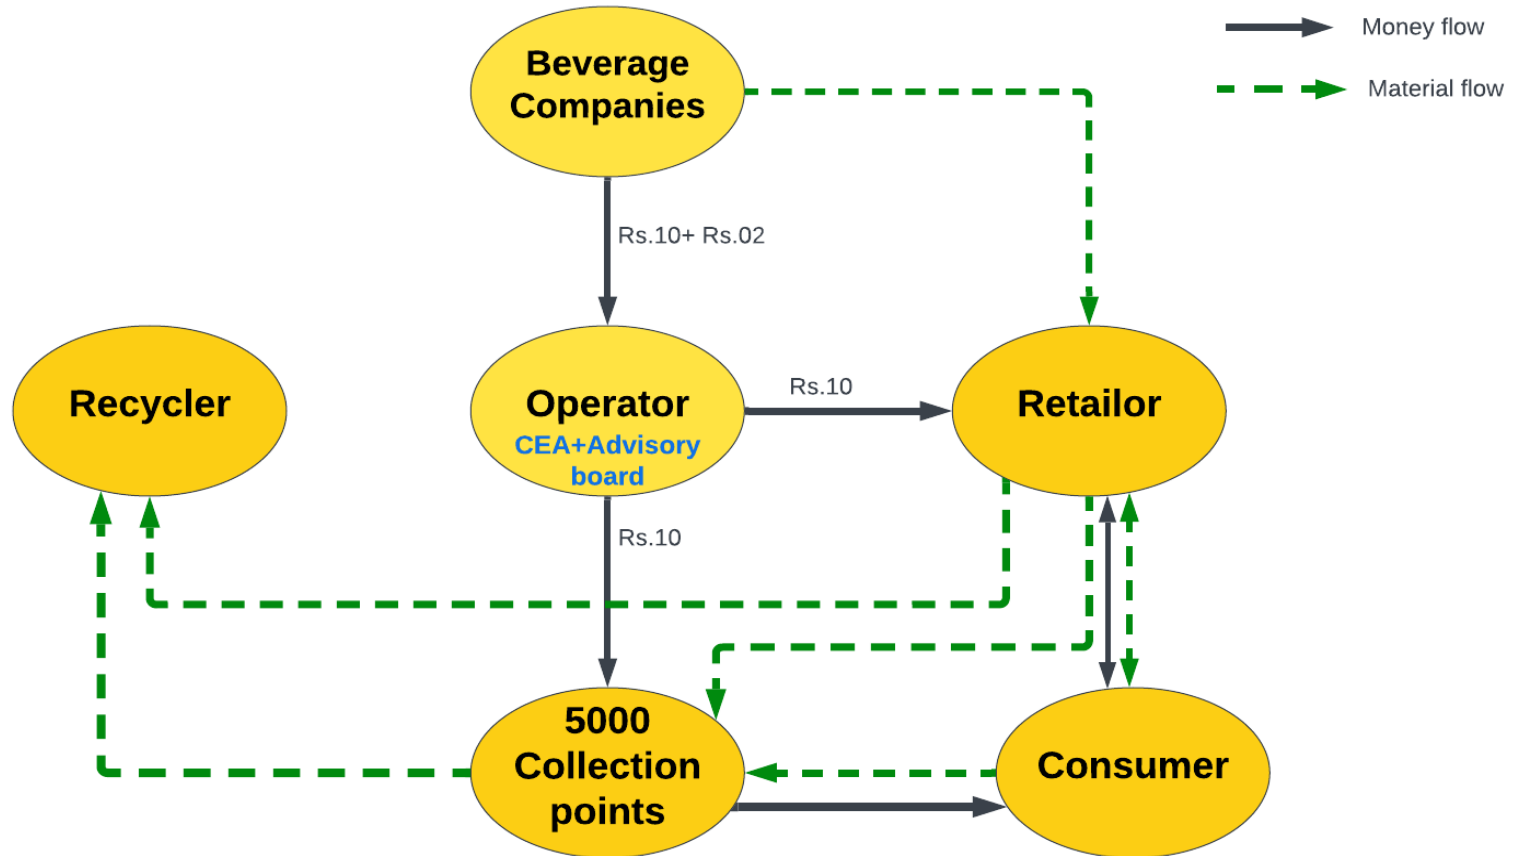 Beverage
Companies
Money flow
Material flow
Rs.10+ Rs.02
Recycler
Operator
CEA+Advisory
board
Rs.10
Retailor
Rs.10
5000
Collection
points
Consumer